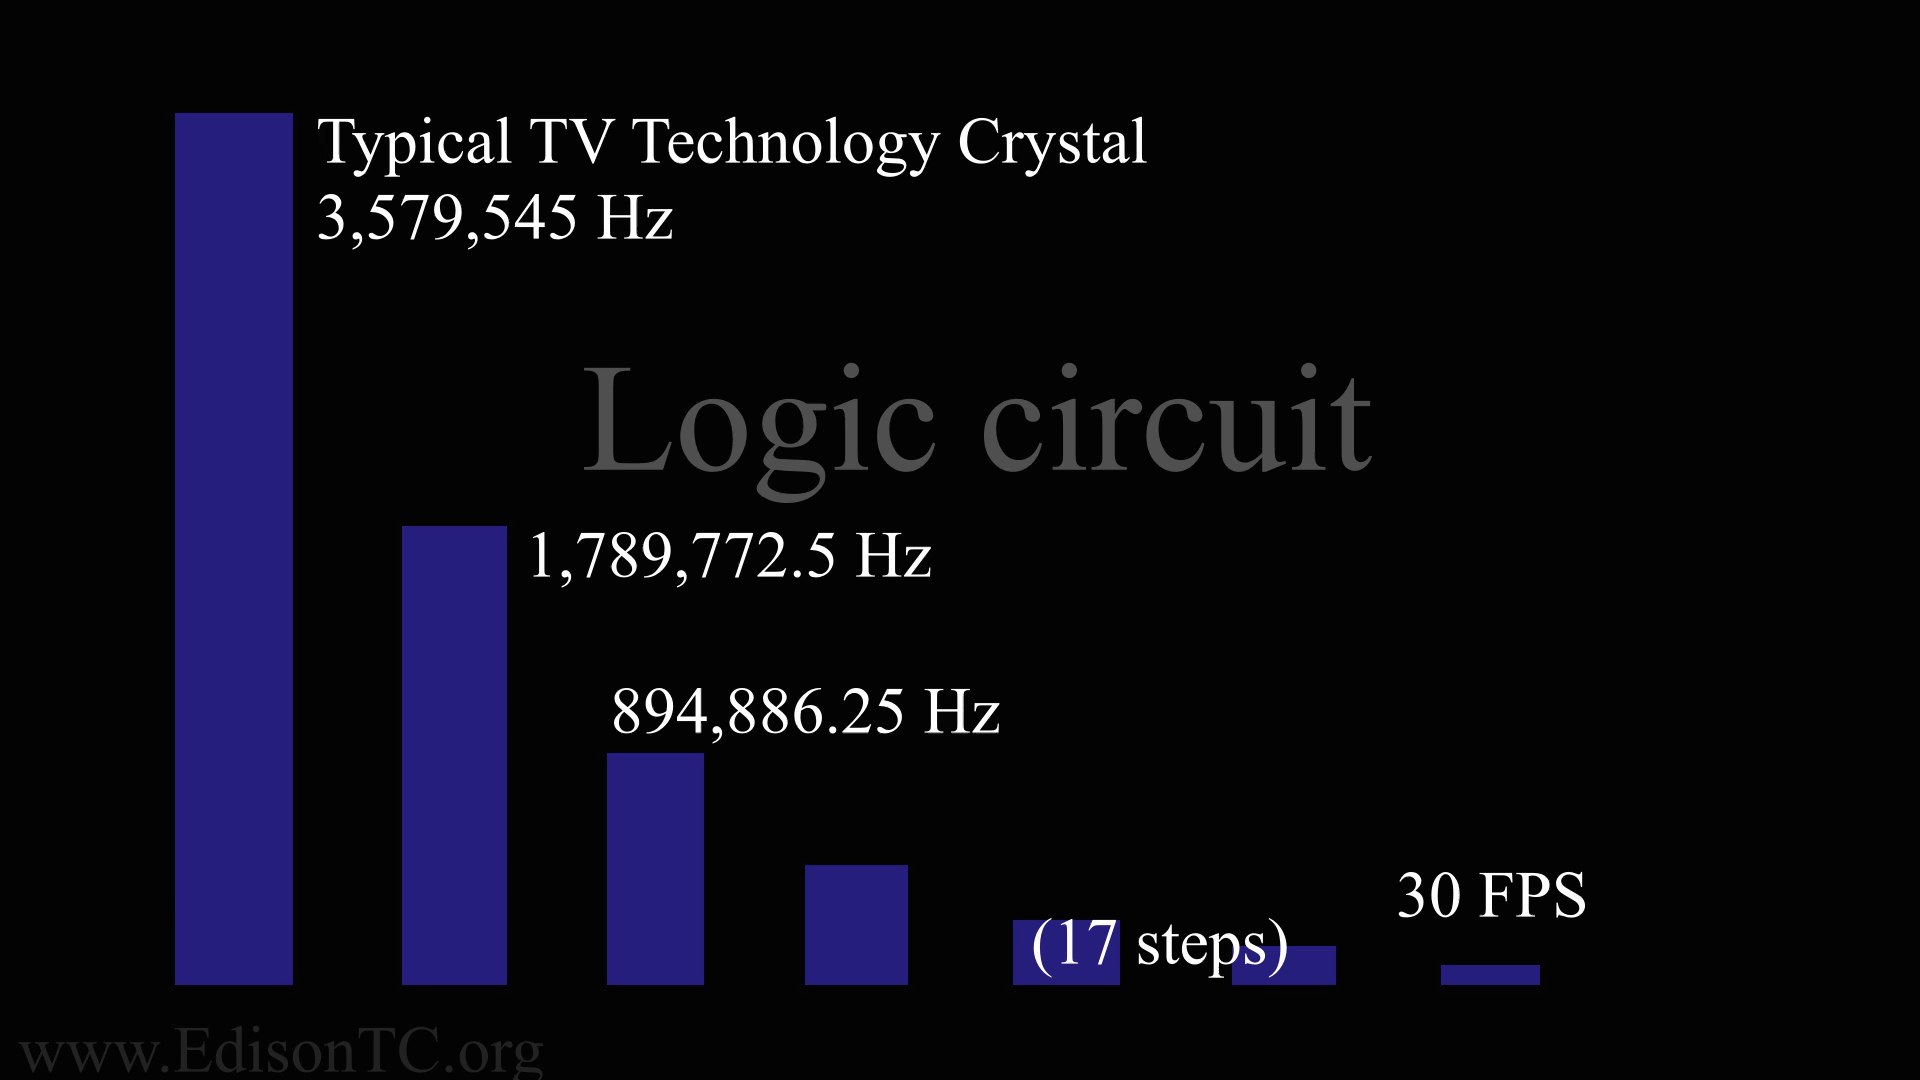 Typical TV Technology Crystal
3,579,545 Hz
Logic circuit
1,789,772.5 Hz
894,886.25 Hz
30 FPS
(17 steps)
www.EdisonTC.org